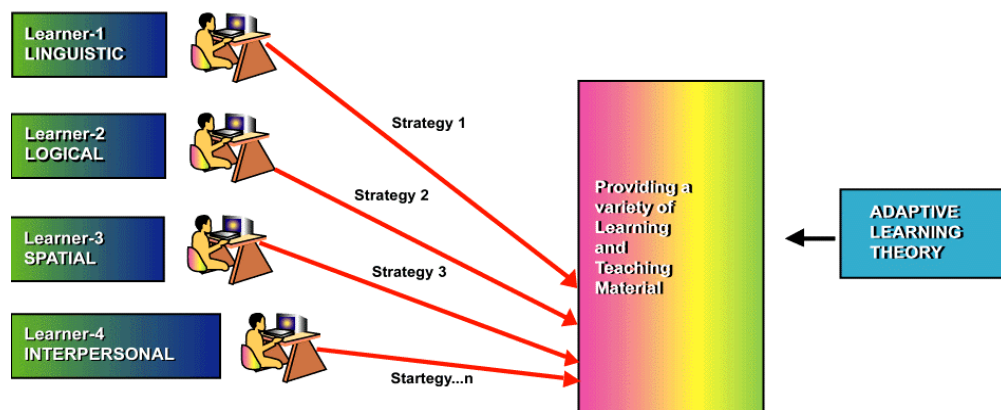 Learner-1
LINGUISTIC
Strategy 1
Learner-2
LOGICAL
Strategy 2
Learner-3
SPATIAL
Strategy 3
Learner-4
INTERPERSONAL
Startegy...n
Providing a
variety of
Learning
and
Teaching
Material
ADAPTIVE
LEARNING
THEORY